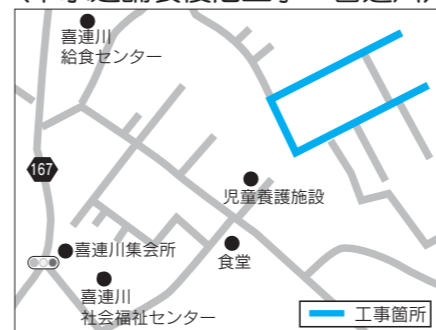 喜連川
給食センター
167
児童養護施設
喜連川集会所
食堂
喜連川
社会福祉センター
工事箇所